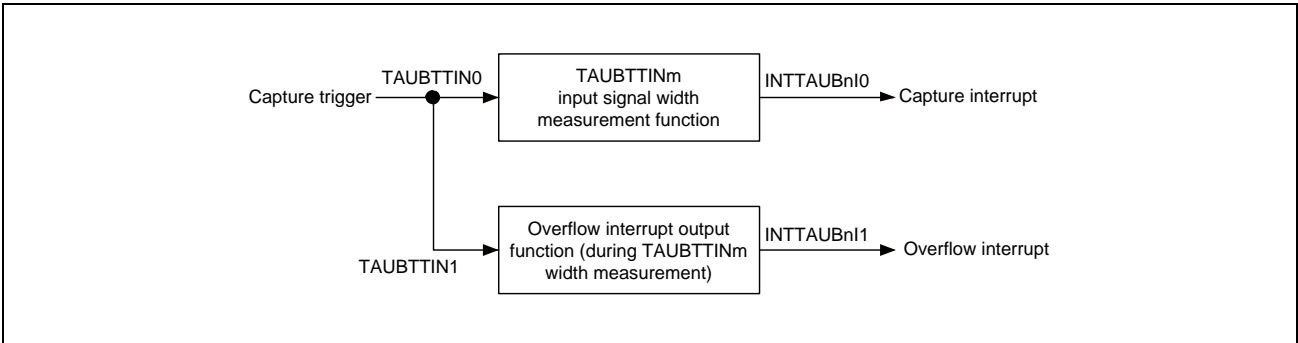 TAUBTTIN0
Capture trigger
TAUBTTINm
input signal width
measurement function
INTTAUBnI0
Capture interrupt
TAUBTTIN1
Overflow interrupt output
function (during TAUBTTINm
width measurement)
INTTAUBnI1
Overflow interrupt